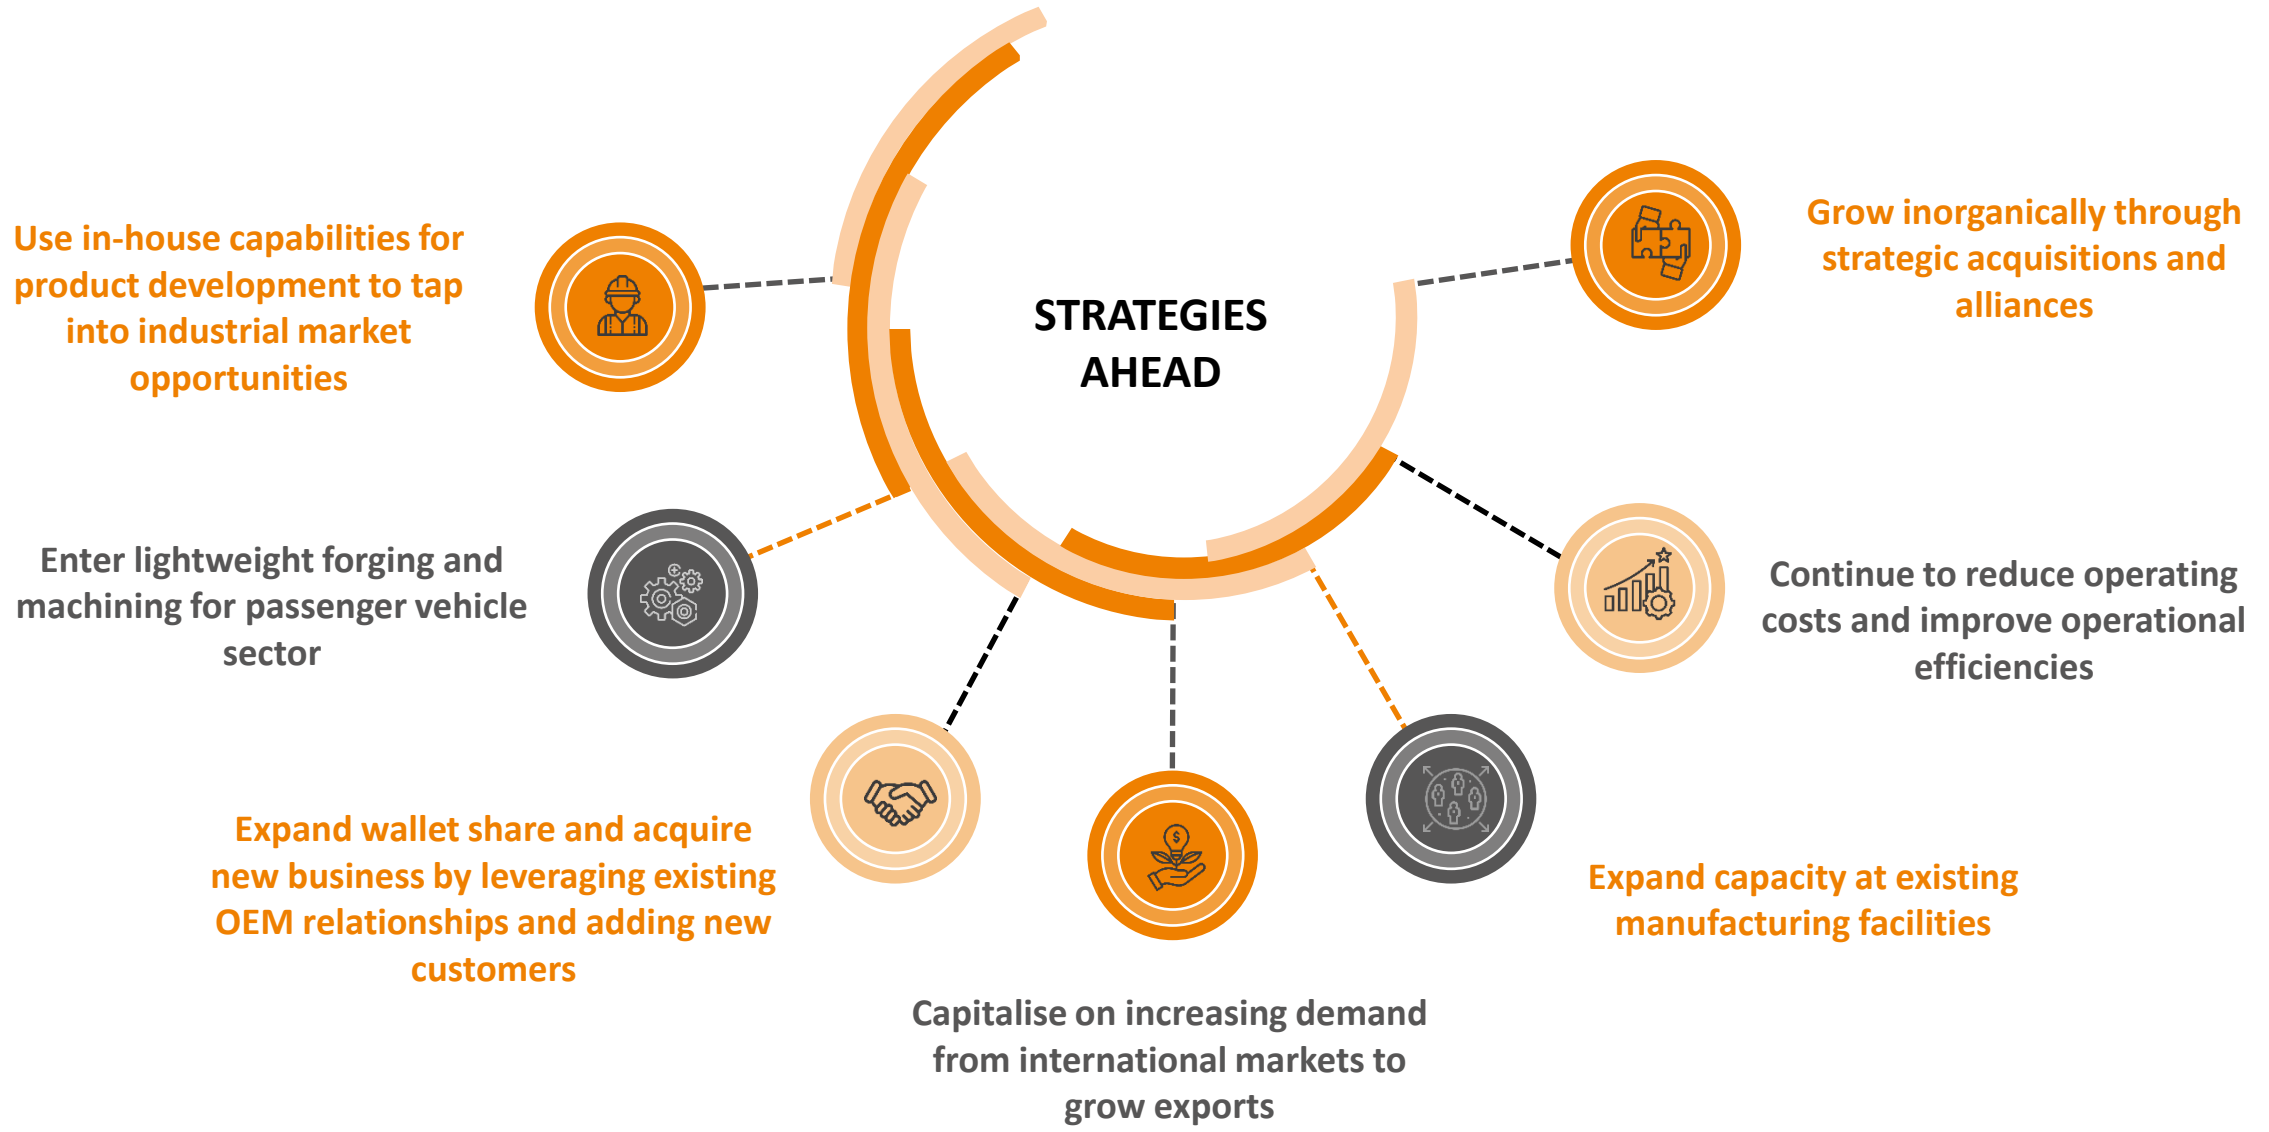 STRATEGIES
AHEAD
Use in-house capabilities for
product development to tap
into industrial market
opportunities
Enter lightweight forging and
machining for passenger vehicle
sector
Expand wallet share and acquire
new business by leveraging existing
OEM relationships and adding new
customers
Capitalise on increasing demand
from international markets to
grow exports
Expand capacity at existing
manufacturing facilities
Continue to reduce operating
costs and improve operational
efficiencies
Grow inorganically through
strategic acquisitions and
alliances
$